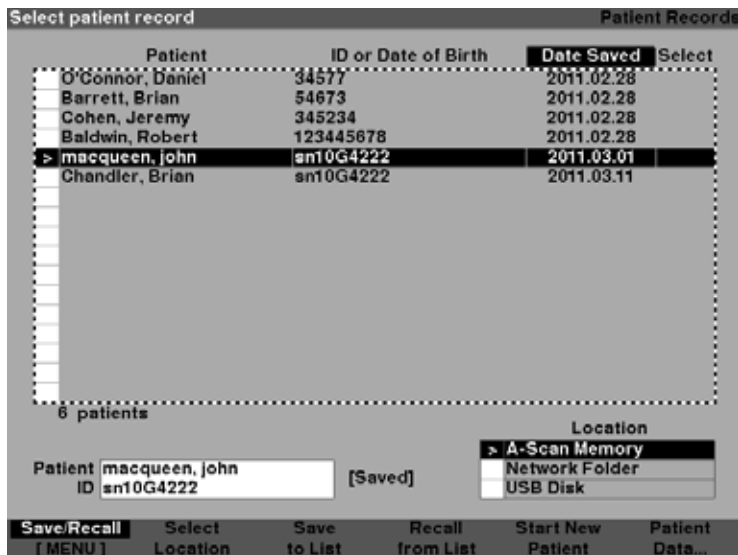 Select patient record Patient Records
Patient ID or Date of Birth Date Saved Select
O'Connor, Daniel 34577 2011.02.28
Barrett, Brian 54673 2011.02.28
Cohen, Jeremy 345234 2011.02.28
Baldwin, Robert 123445678 2011.02.28
> macqueen, john sn10G4222 2011.03.01
Chandler, Brian sn10G4222 2011.03.11
6 patients
Location
> A-Scan Memory
Network Folder
USB Disk
Patient macqueen, john [Saved]
ID sn10G4222
Save/Recall Select Save Recall Start New Patient
[ MENU ] Location to List from List Patient Data...